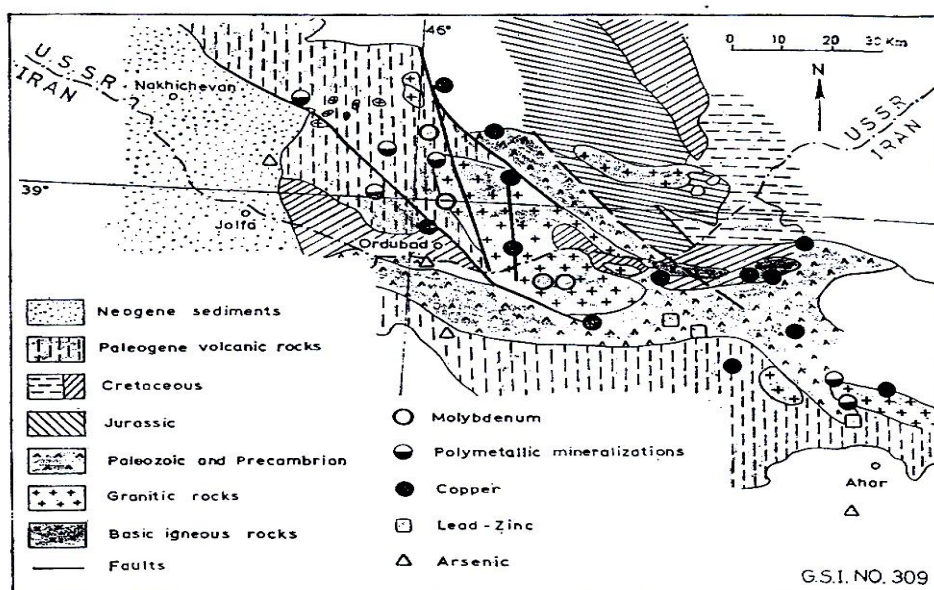 46°
0 10 20 30 Km
N
U.S.S.R
IRAN
Nakhichevan
U.S.S.R
IRAN
39°
Jolfa
Ordubad
Neogene sediments
Paleogene volcanic rocks
Cretaceous
Jurassic
Paleozoic and Precambrian
Granitic rocks
Basic igneous rocks
Faults
Molybdenum
Polymetallic mineralizations
Copper
Lead-Zinc
Arsenic
Ahar
G.S.I. NO. 309